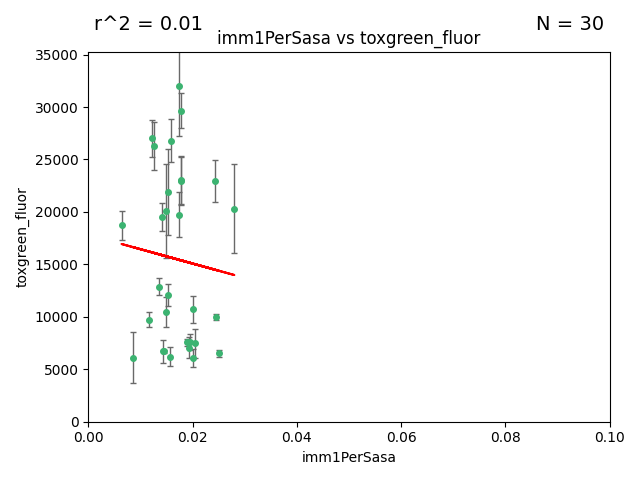 r^2 = 0.01
N = 30
imm1PerSasa vs toxgreen_fluor
35000
30000
25000
20000
15000
10000
5000
0
toxgreen_fluor
0.00
0.02
0.04
0.06
0.08
0.10
imm1PerSasa